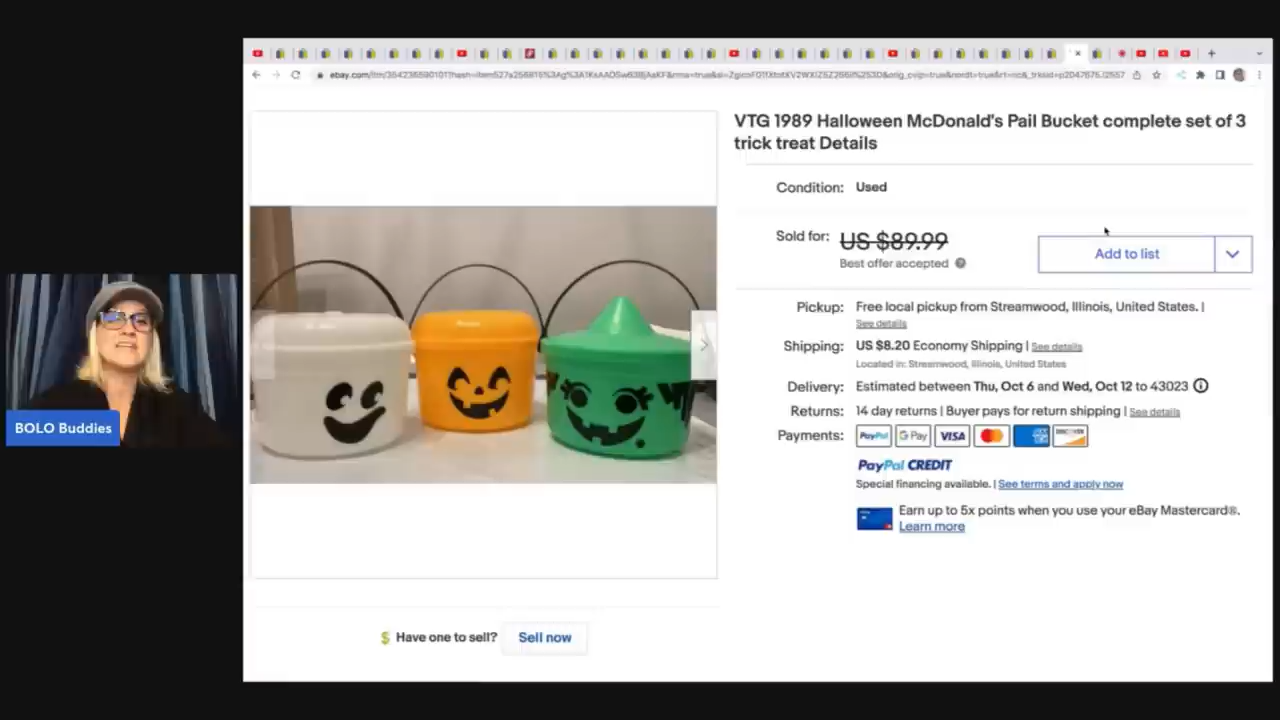 VTG 1989 Halloween McDonald's Pail Bucket complete set of 3
trick treat Details
Condition: Used
Sold for: US $89.99
Best offer accepted
Add to list
Pickup: Free local pickup from Streamwood, Illinois, United States. |
See details
Shipping: US $8.20 Economy Shipping | See details
Located in: Streamwood, Illinois, United States
Delivery: Estimated between Thu, Oct 6 and Wed, Oct 12 to 43023
Returns: 14 day returns | Buyer pays for return shipping | See details
Payments: PayPal G Pay VISA
PayPal CREDIT
Special financing available. | See terms and apply now
Earn up to 5x points when you use your eBay Mastercard®.
Learn more
BOLO Buddies
$ Have one to sell? Sell now